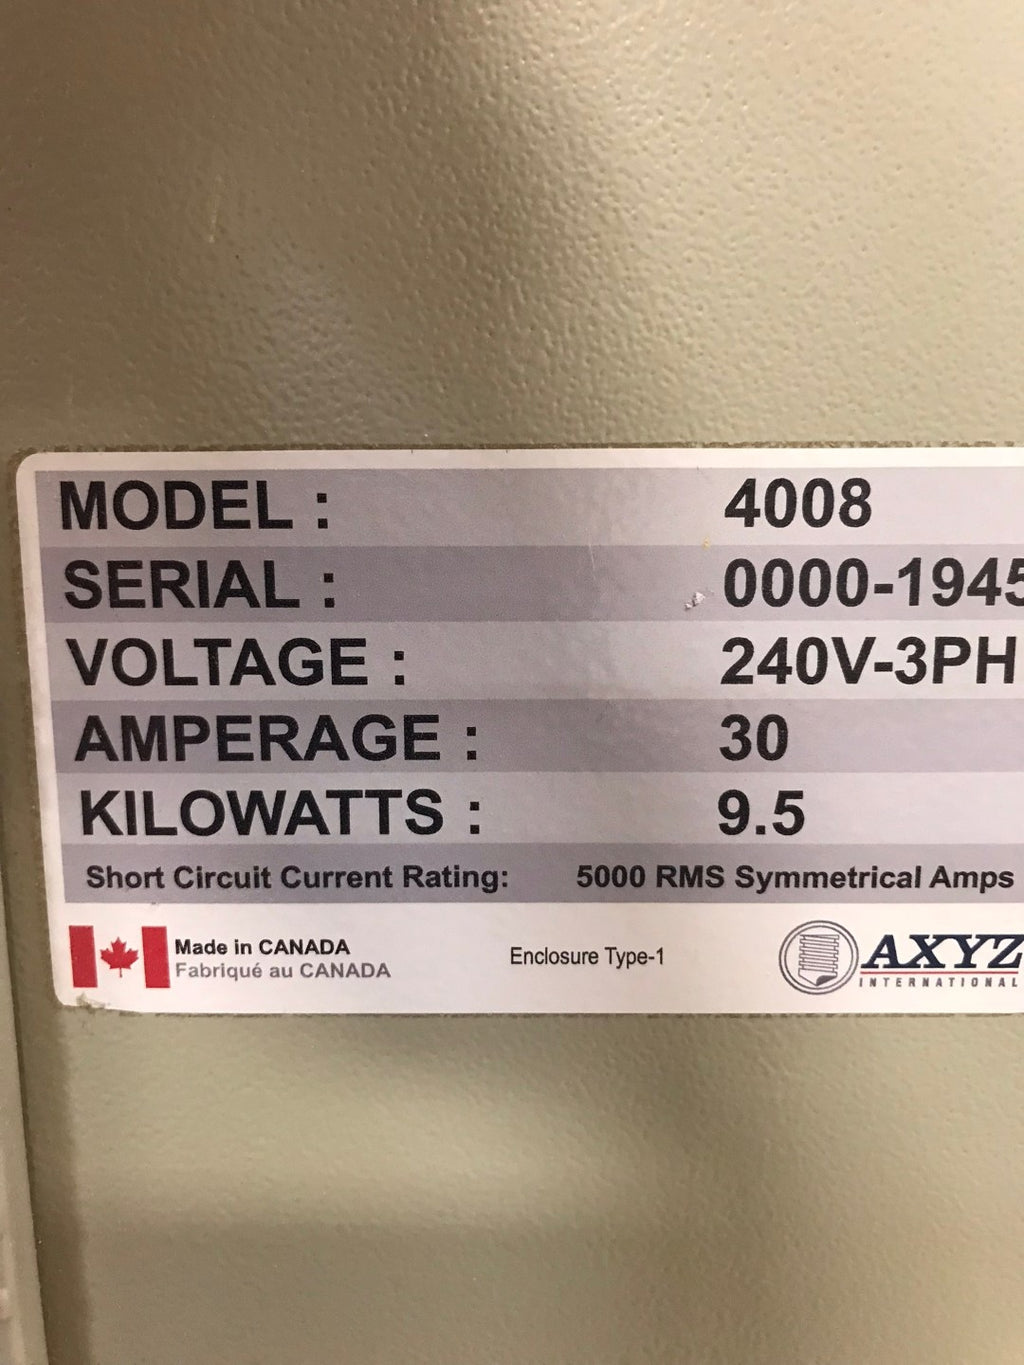 MODEL : 4008
SERIAL : 0000-1945
VOLTAGE : 240V-3PH
AMPERAGE : 30
KILOWATTS : 9.5
Short Circuit Current Rating: 5000 RMS Symmetrical Amps
Made in CANADA
Fabriqué au CANADA
Enclosure Type-1
AXYZ
INTERNATIONAL